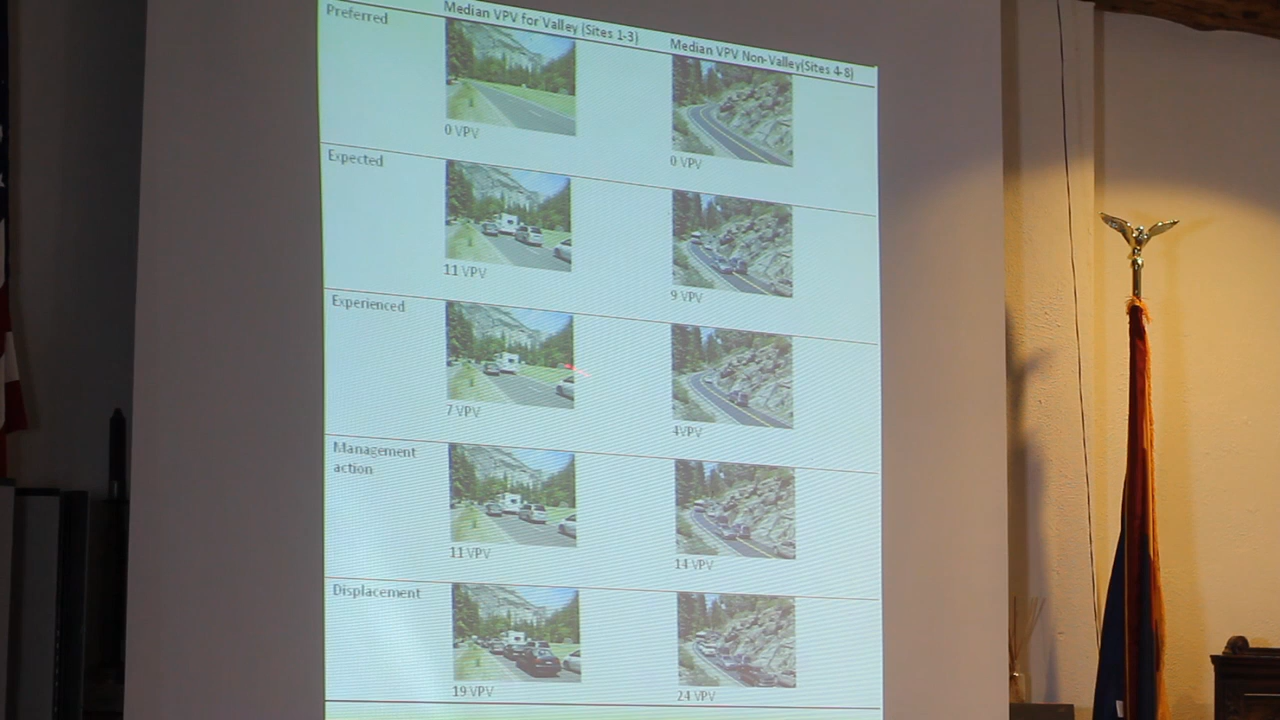 Preferred
Median VPV for Valley (Sites 1-3)
Median VPV Non-Valley(Sites 4-8)
0 VPV
0 VPV
Expected
11 VPV
9 VPV
Experienced
7 VPV
4VPV
Management
action
11 VPV
14 VPV
Displacement
19 VPV
24 VPV